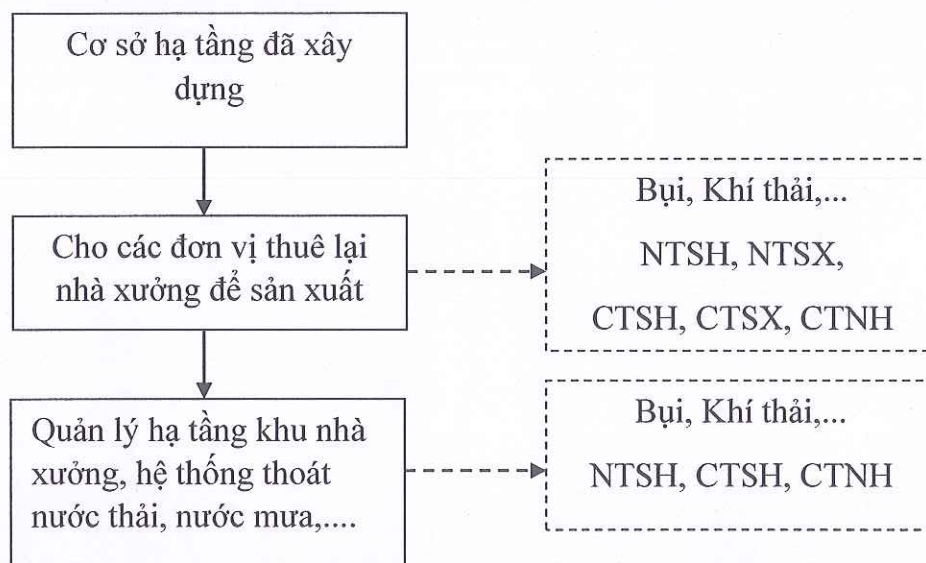 Cơ sở hạ tầng đã xây
dựng
Cho các đơn vị thuê lại
nhà xưởng để sản xuất
Bụi, Khí thải,...
NTSH, NTSX,
CTSH, CTSX, CTNH
Quản lý hạ tầng khu nhà
xưởng, hệ thống thoát
nước thải, nước mưa,....
Bụi, Khí thải,...
NTSH, CTSH, CTNH